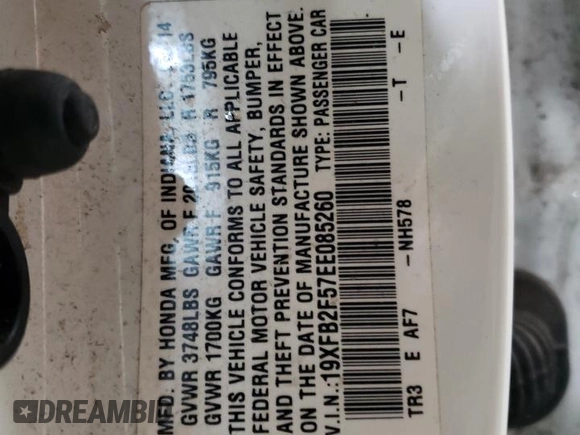 MFD. BY HONDA MFG. OF INDIANA, LLC. 14
GVWR 3748LBS GAWR F R 1753LBS
GVWR 1700KG GAWR F 915KG R 795KG
THIS VEHICLE CONFORMS TO ALL APPLICABLE
FEDERAL MOTOR VEHICLE SAFETY, BUMPER,
AND THEFT PREVENTION STANDARDS IN EFFECT
ON THE DATE OF MANUFACTURE SHOWN ABOVE.
V.I.N.:19XFB2F57EE085260 TYPE: PASSENGER CAR
TR3 E AF7 -NH578 -T -E
DREAMBID